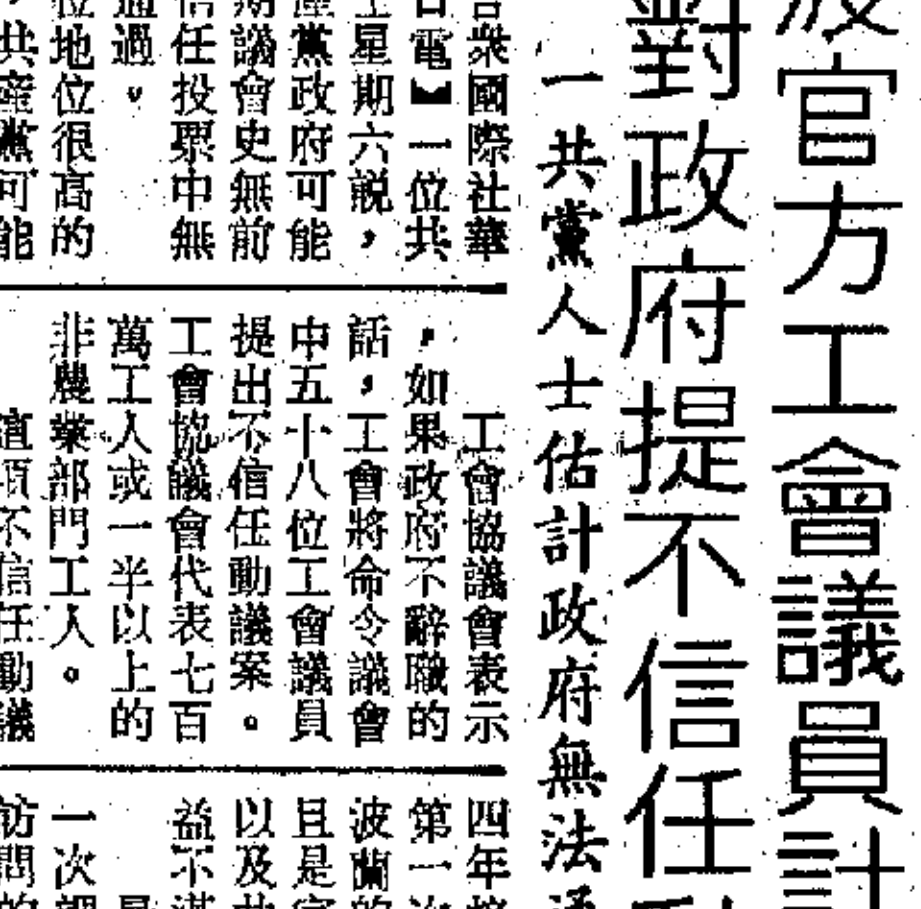 波官方工會議員計
對政府提不信任
一共黨人士估計政府無法通
合衆國際社華
日電】一位共
星期六説，
產黨政府可能
期議會史無前
信任投票中無
通過。
位地位很高的
，共產黨可能
工會協議會表示
，如果政府不辭職的
話，工會將命令議會
中五十八位工會議員
提出不信任動議案。
工會協議會代表七百
萬工人或一半以上的
非農業部門工人。
這項不信任動議
四年
第一次
波蘭的
且是
以及
益不滿
一次
訪問的